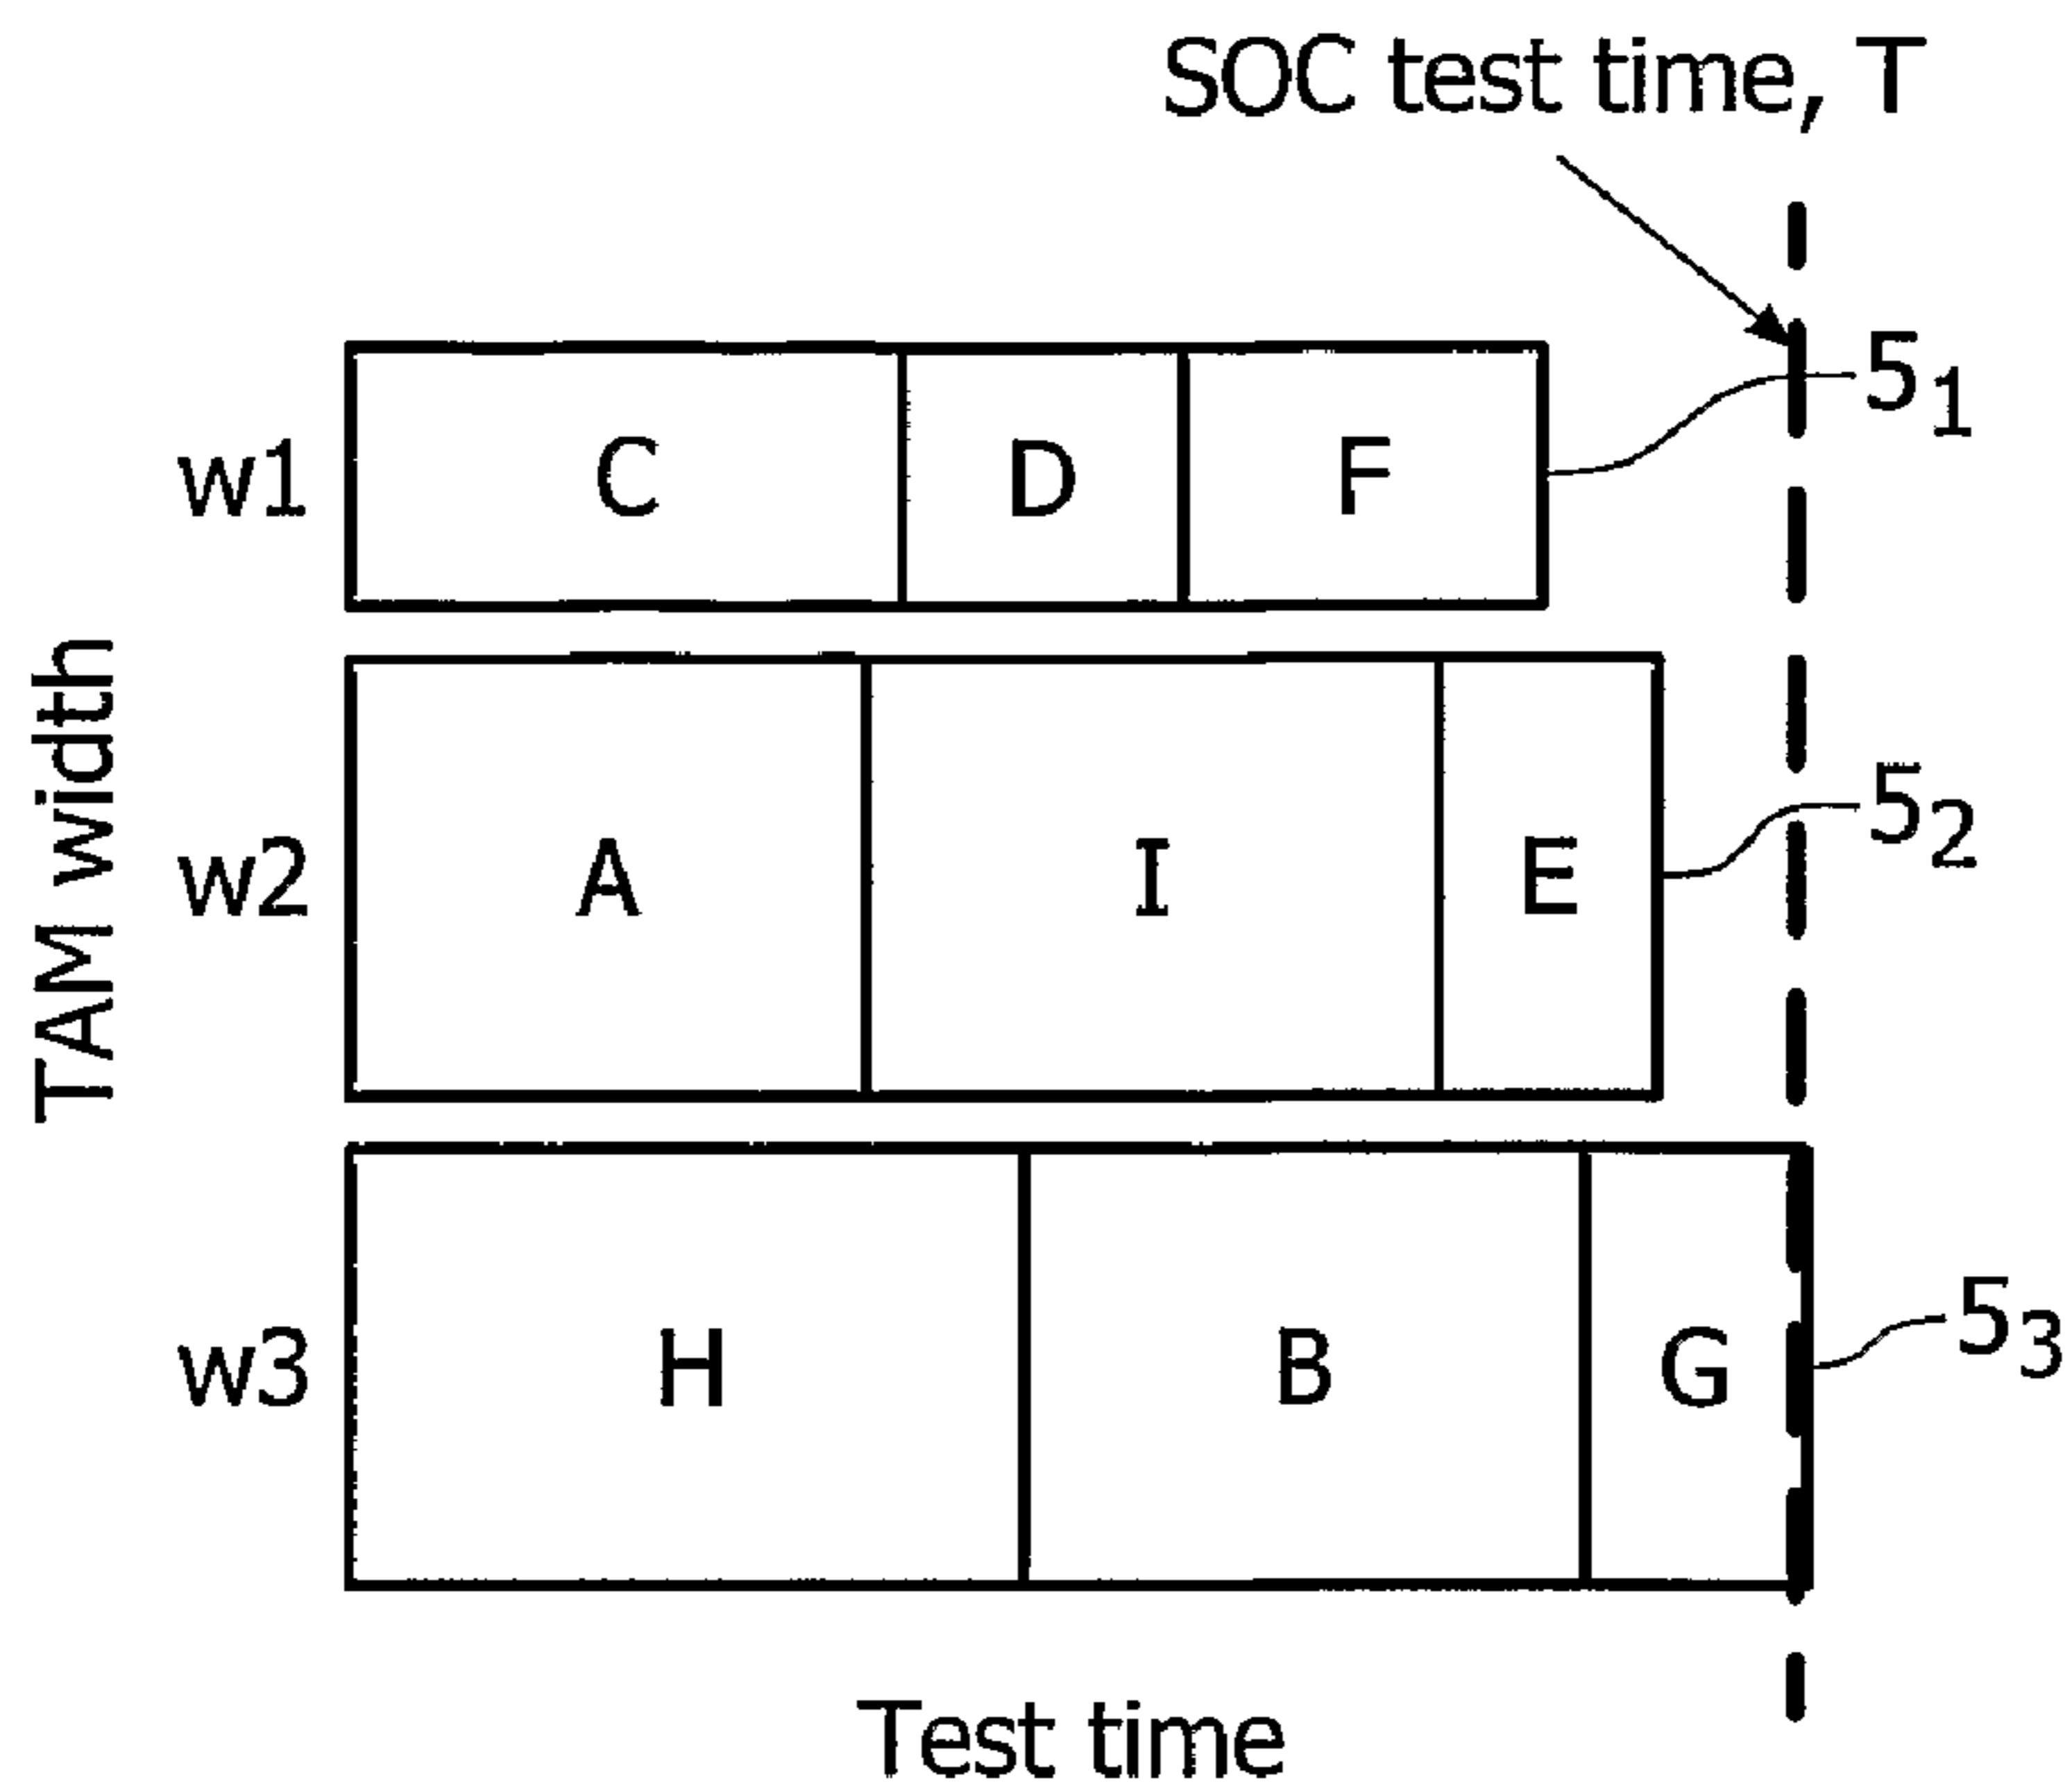 SOC test time, T
w1 C D F 5₁
TAM width
w2 A I E 5₂
w3 H B G 5₃
Test time